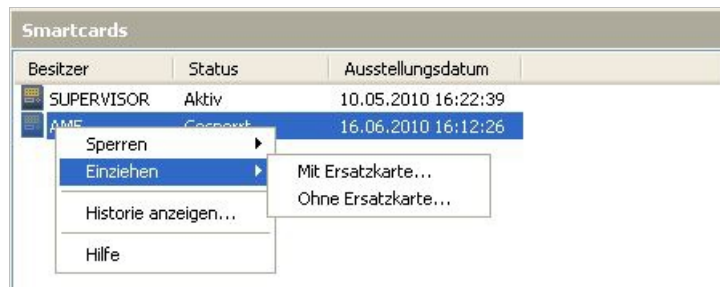 Smartcards
Besitzer Status Ausstellungsdatum
SUPERVISOR Aktiv 10.05.2010 16:22:39
16.06.2010 16:12:26
Sperren
Einziehen
Mit Ersatzkarte...
Ohne Ersatzkarte...
Historie anzeigen...
Hilfe